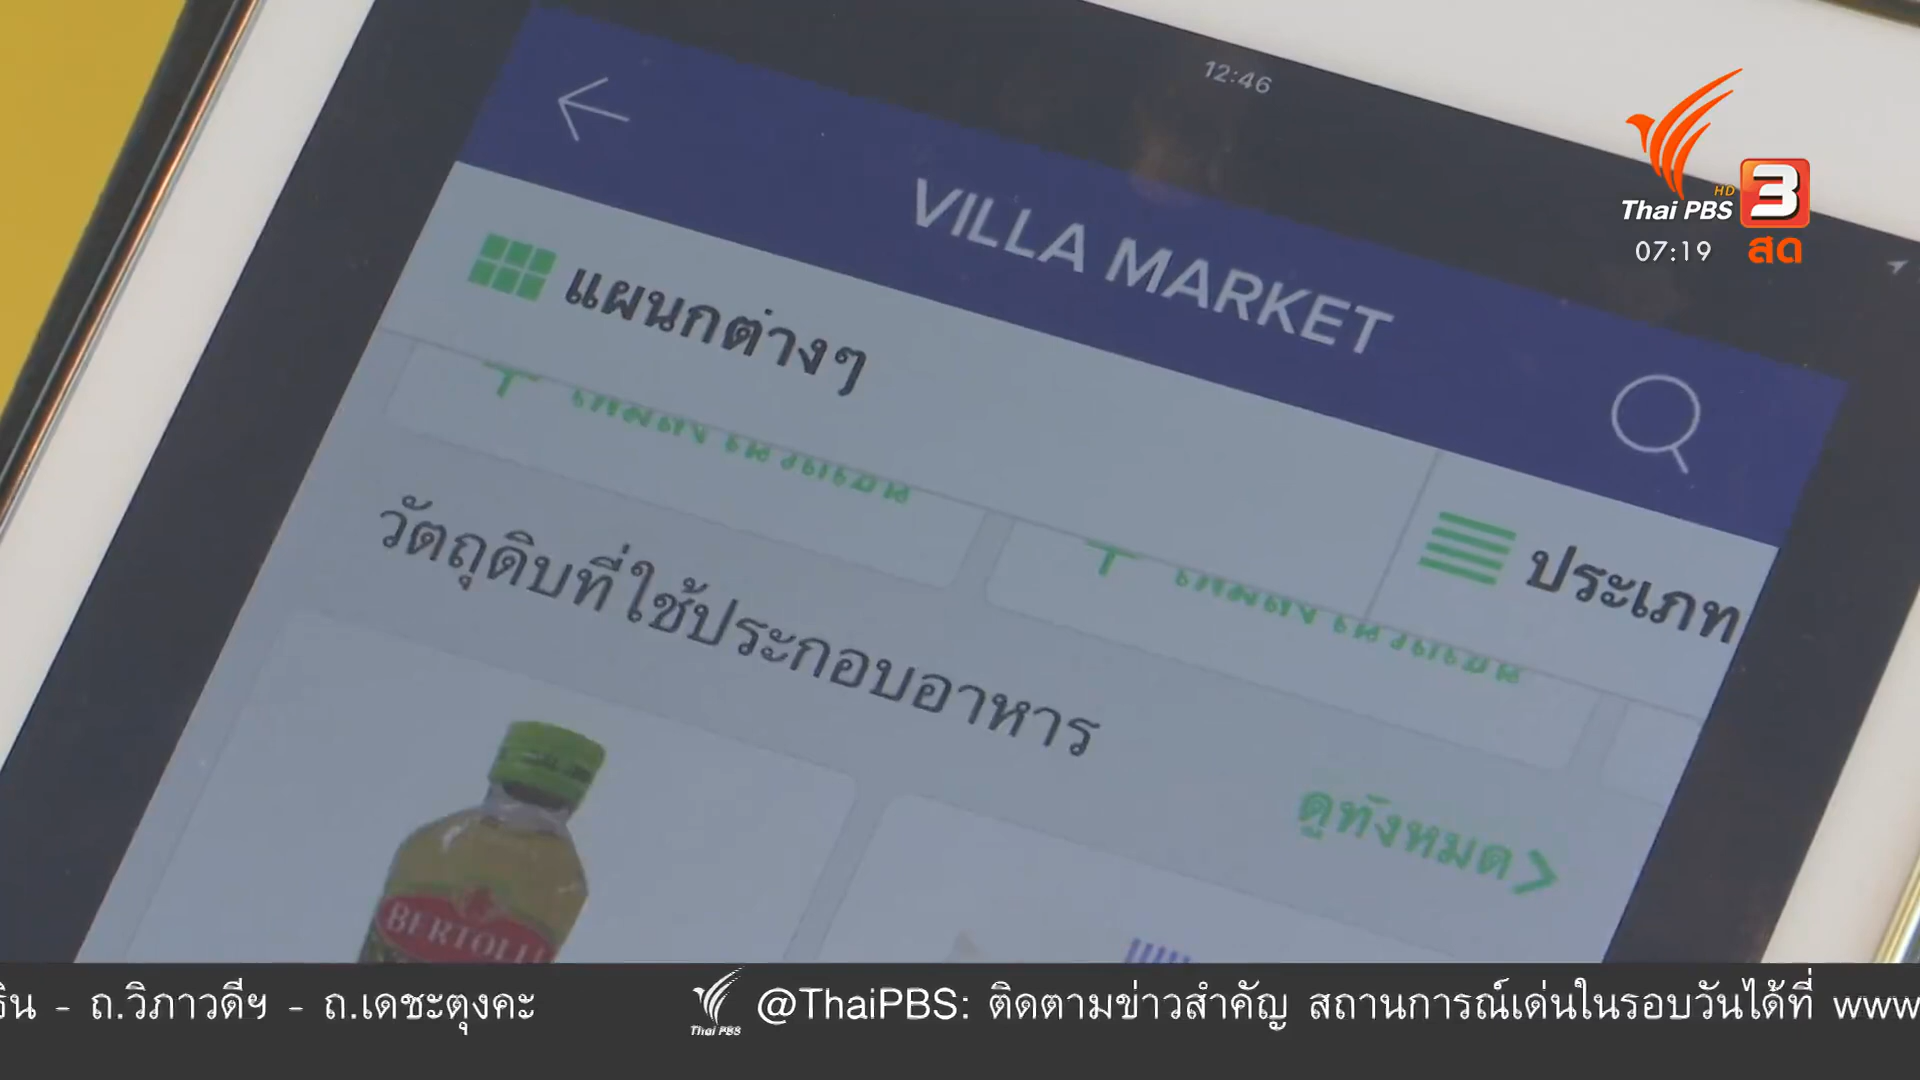 12:46
HD
Thai PBS 3
07:19 สด
VILLA MARKET
แผนกต่างๆ
ประเภท
วัตถุดิบที่ใช้ประกอบอาหาร
ดูทั้งหมด
BERTOLLI
- ถ.วิภาวดีฯ - ถ.เดชะตุงคะ
Thai PBS
@ThaiPBS: ติดตามข่าวสำคัญ สถานการณ์เด่นในรอบวันได้ที่ www